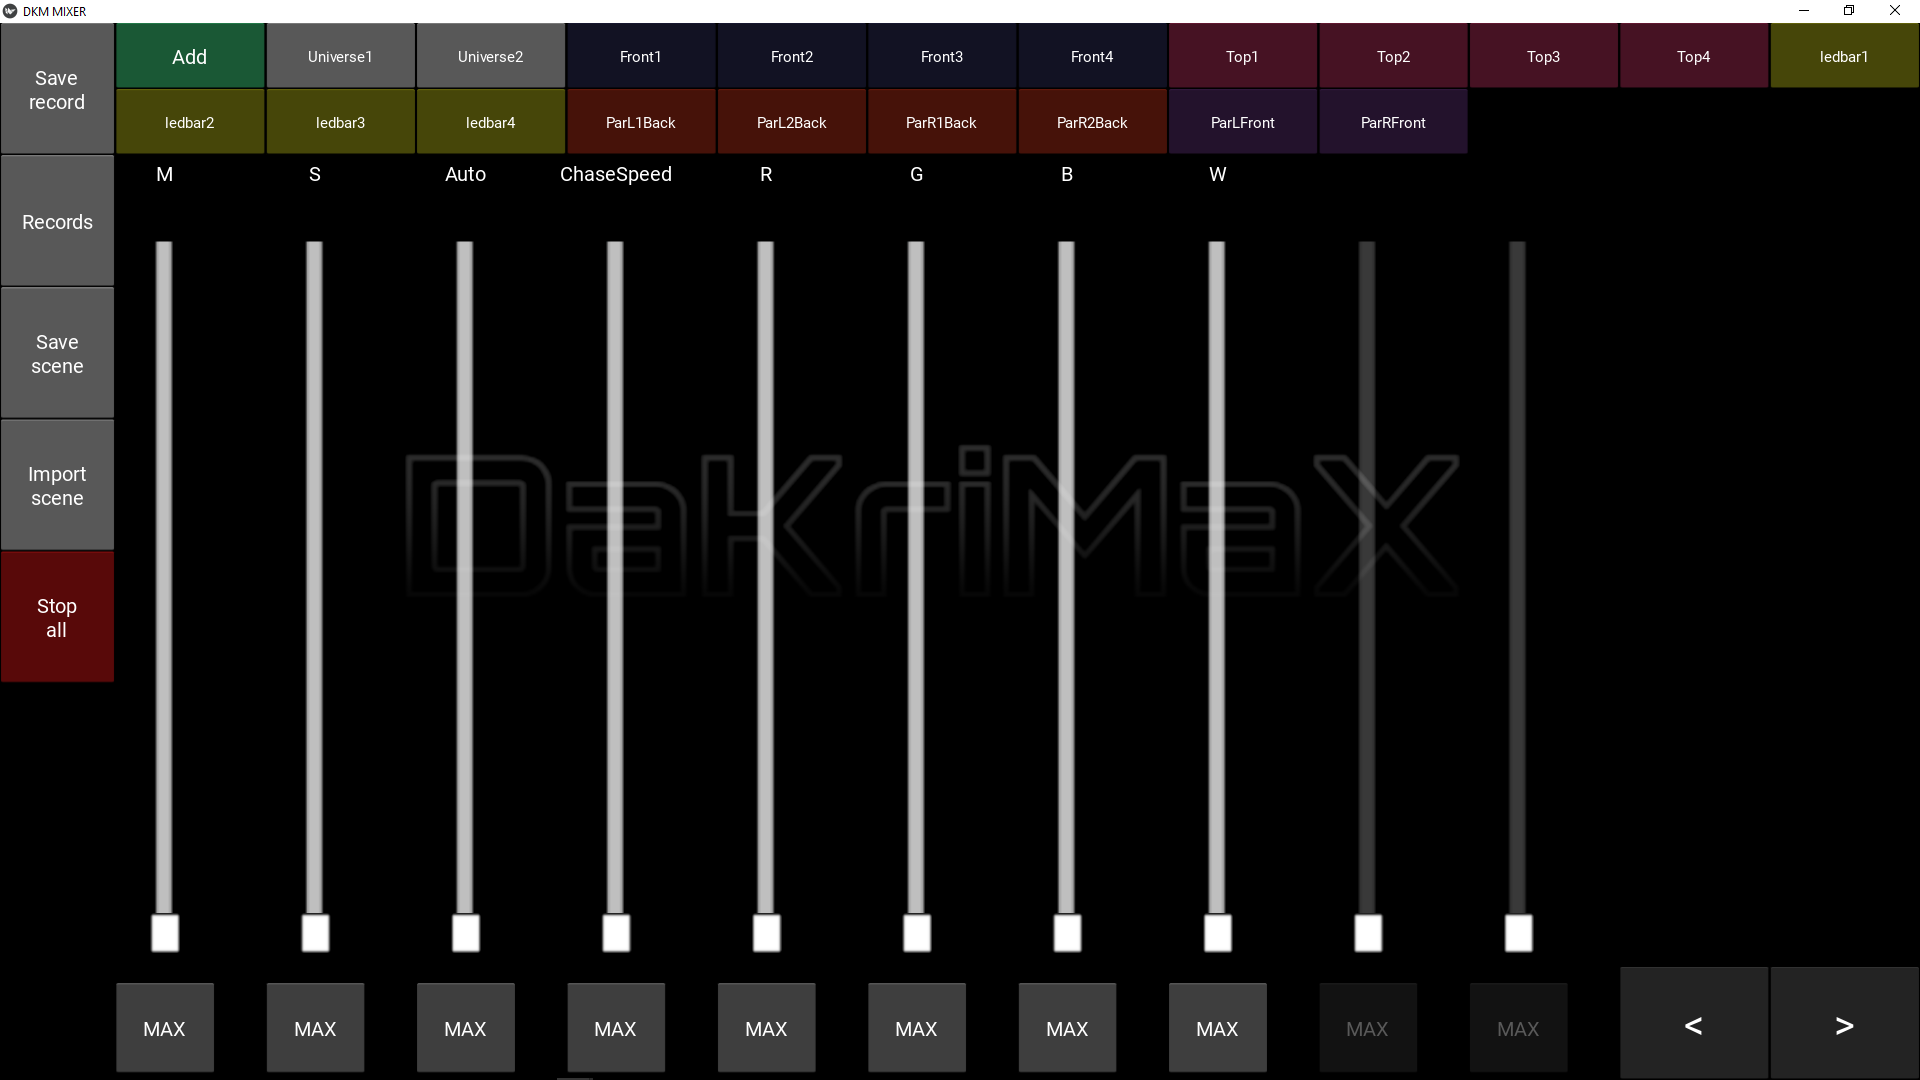 DKM MIXER
Save
record
Add
Universe1
Universe2
Front1
Front2
Front3
Front4
Top1
Top2
Top3
Top4
ledbar1
ledbar2
ledbar3
ledbar4
ParL1Back
ParL2Back
ParR1Back
ParR2Back
ParLFront
ParRFront
Records
Save
scene
Import
scene
Stop
all
M
S
Auto
ChaseSpeed
R
G
B
W
DaKriMaX
MAX
MAX
MAX
MAX
MAX
MAX
MAX
MAX
MAX
MAX
<
>